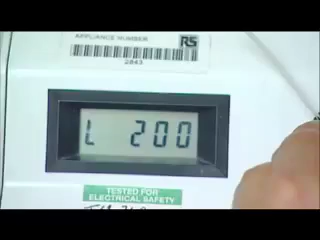 APPLIANCE NUMBER
RS
2843
L 200
TESTED FOR
ELECTRICAL SAFETY